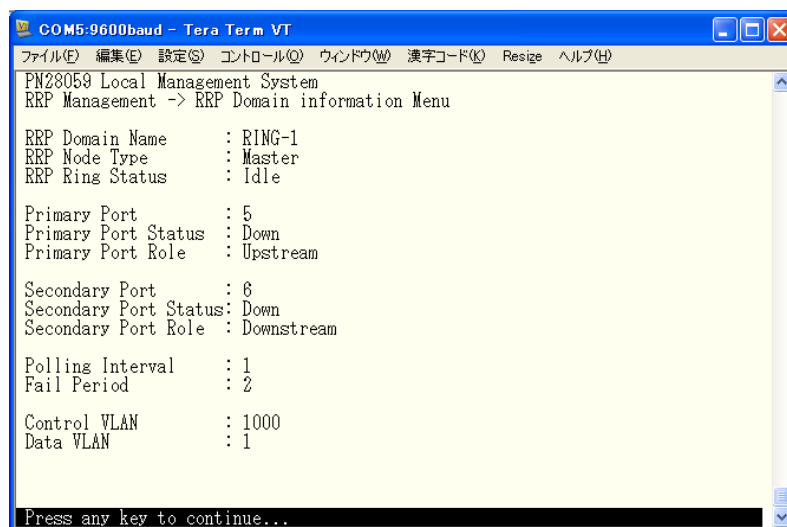 COM5:9600baud - Tera Term VT
ファイル(F) 編集(E) 設定(S) コントロール(O) ウィンドウ(W) 漢字コード(K) Resize ヘルプ(H)
PN28059 Local Management System
RRP Management -> RRP Domain information Menu
RRP Domain Name : RING-1
RRP Node Type : Master
RRP Ring Status : Idle
Primary Port : 5
Primary Port Status : Down
Primary Port Role : Upstream
Secondary Port : 6
Secondary Port Status: Down
Secondary Port Role : Downstream
Polling Interval : 1
Fail Period : 2
Control VLAN : 1000
Data VLAN : 1
Press any key to continue...